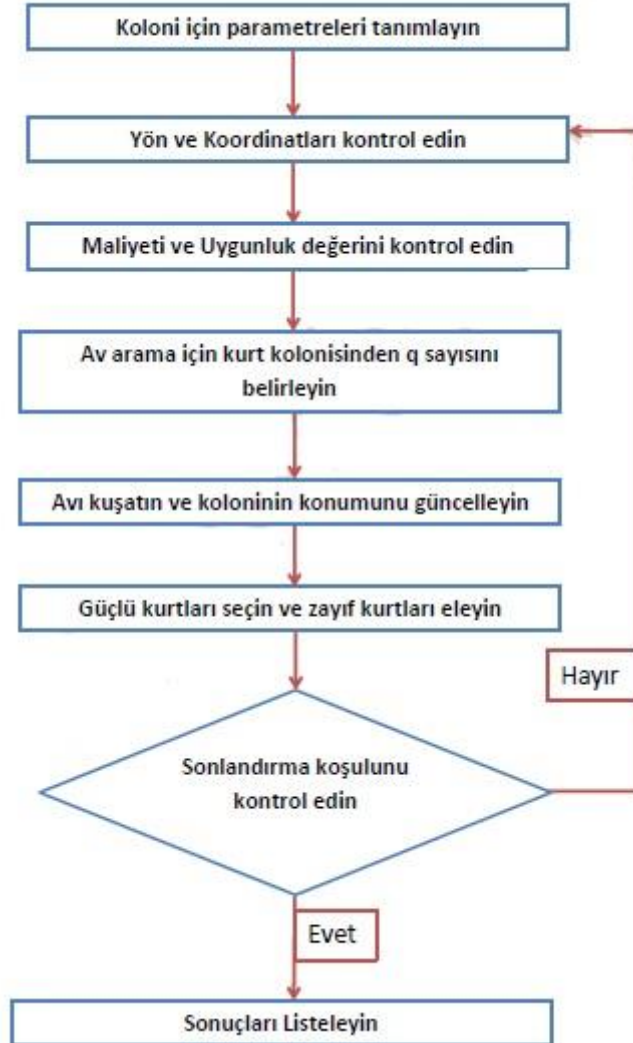 Koloni için parametreleri tanımlayın
Yön ve Koordinatları kontrol edin
Maliyeti ve Uygunluk değerini kontrol edin
Av arama için kurt kolonisinden q sayısını
belirleyin
Avı kuşatın ve koloninin konumunu güncelleyin
Güçlü kurtları seçin ve zayıf kurtları eleyin
Hayır
Sonlandırma koşulunu
kontrol edin
Evet
Sonuçları Listeleyin